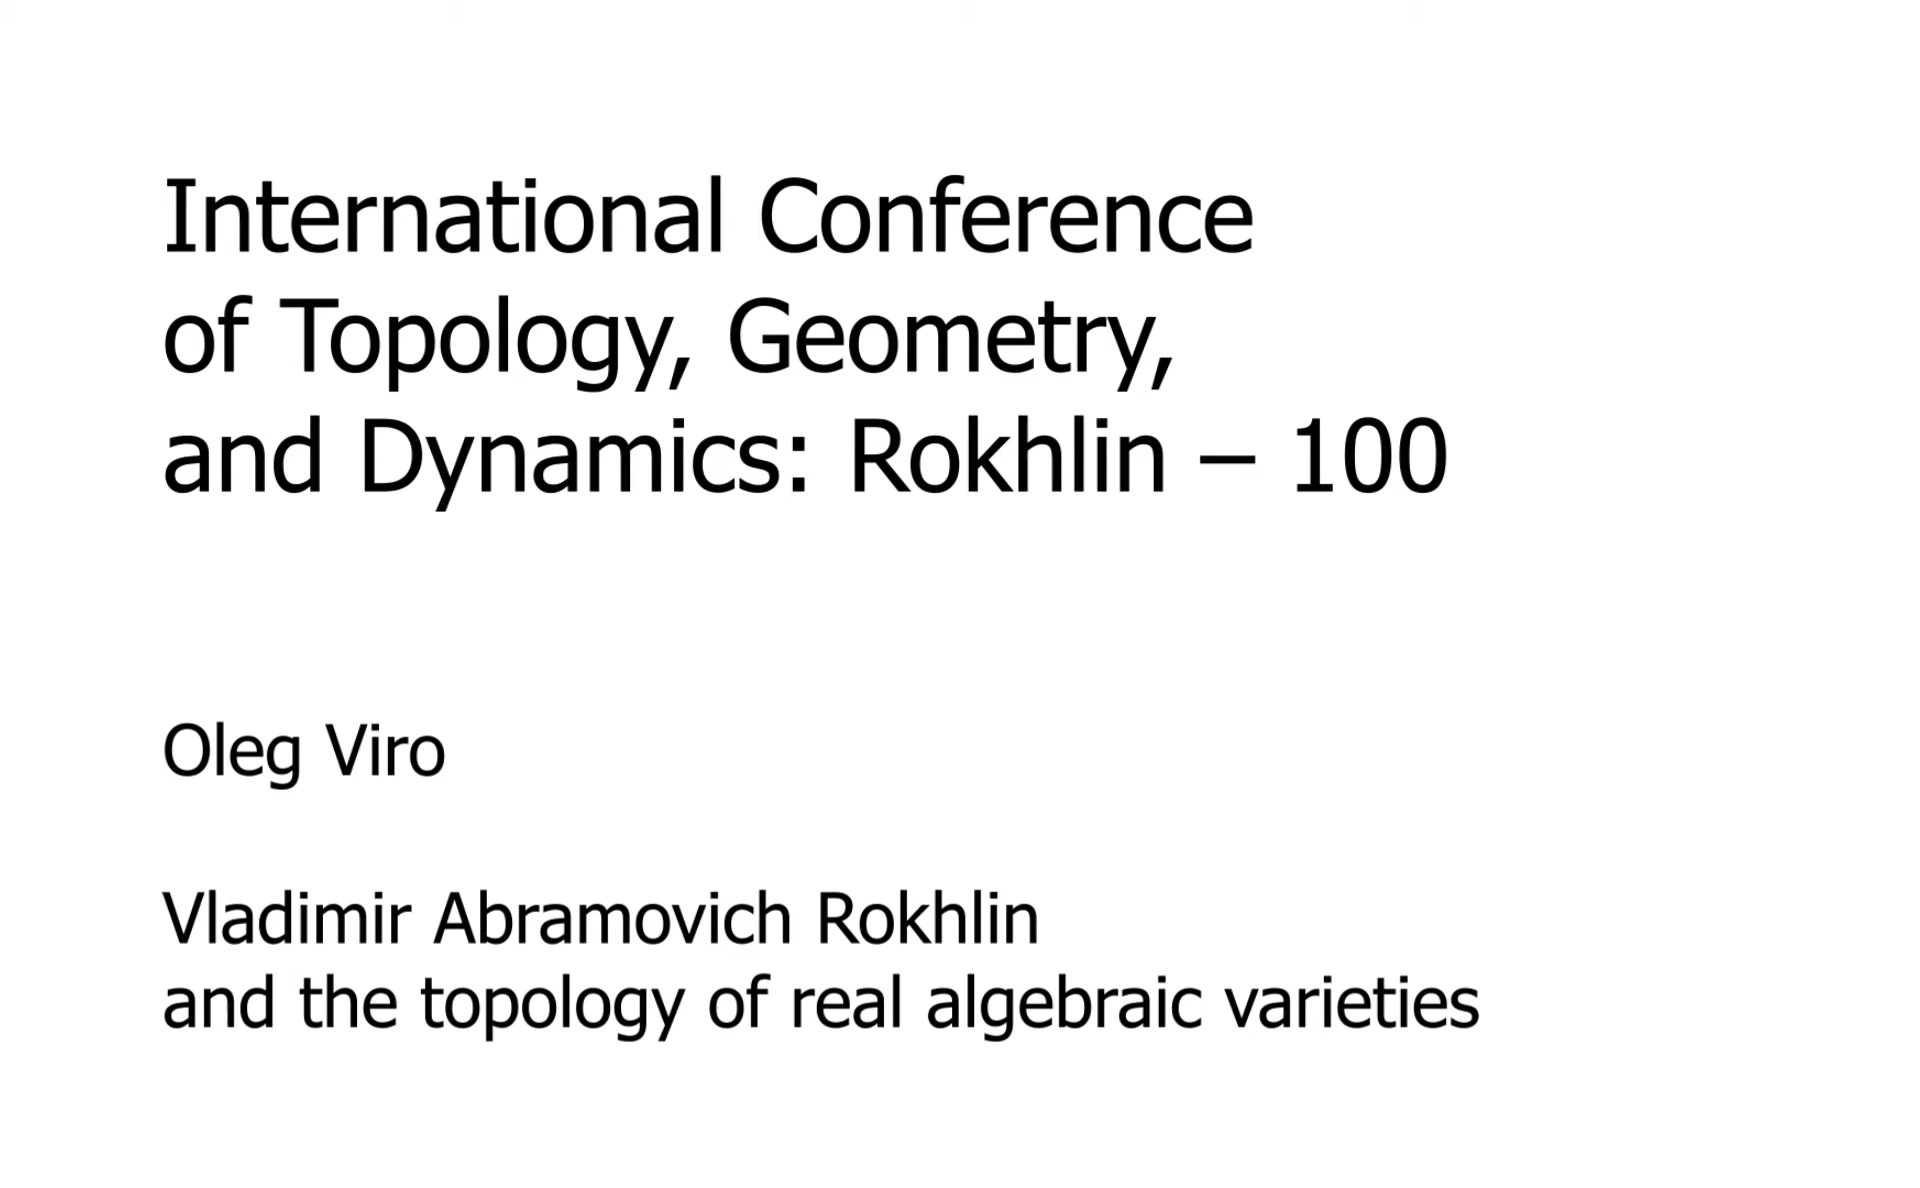 International Conference
of Topology, Geometry,
and Dynamics: Rokhlin – 100
Oleg Viro
Vladimir Abramovich Rokhlin
and the topology of real algebraic varieties